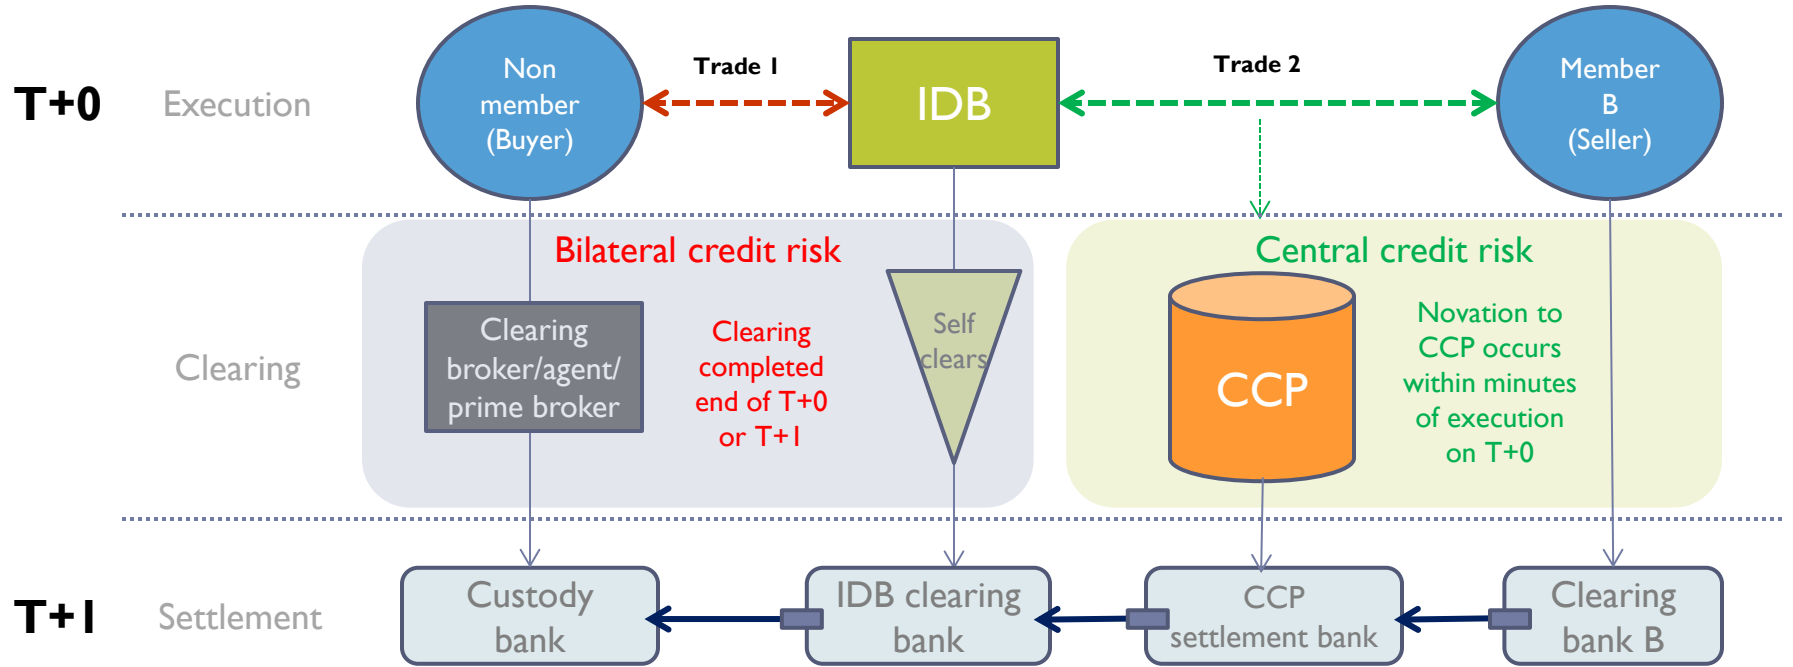 T+0
Execution
Non
member
(Buyer)
Trade 1
IDB
Trade 2
Member
B
(Seller)
Clearing
Bilateral credit risk
Clearing
broker/agent/
prime broker
Clearing
completed
end of T+0
or T+1
Self
clears
Central credit risk
CCP
Novation to
CCP occurs
within minutes
of execution
on T+0
T+1
Settlement
Custody
bank
IDB clearing
bank
CCP
settlement bank
Clearing
bank B